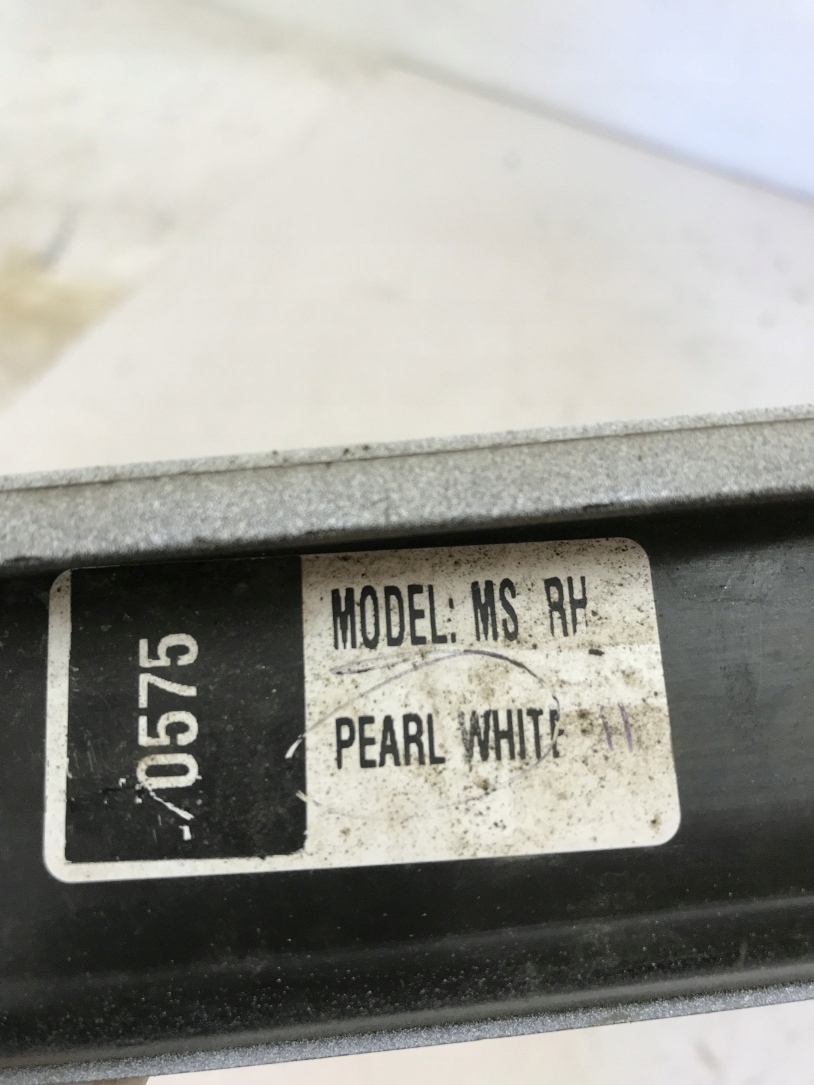 0575
MODEL: MS RH
PEARL WHITE